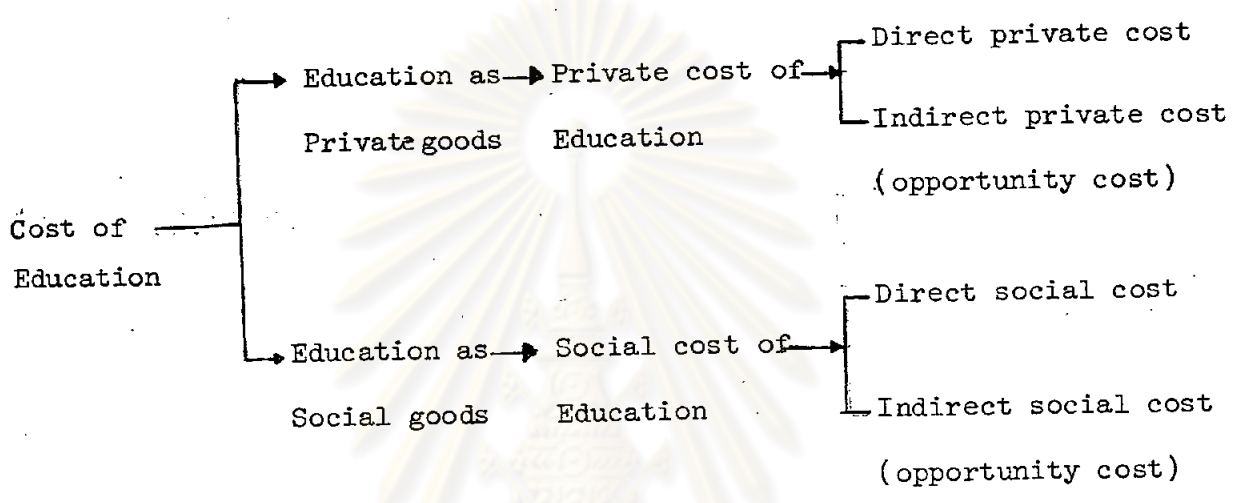 Cost of
Education
Education as
Private goods
Private cost of
Education
Direct private cost
Indirect private cost
(opportunity cost)
Education as
Social goods
Social cost of
Education
Direct social cost
Indirect social cost
(opportunity cost)